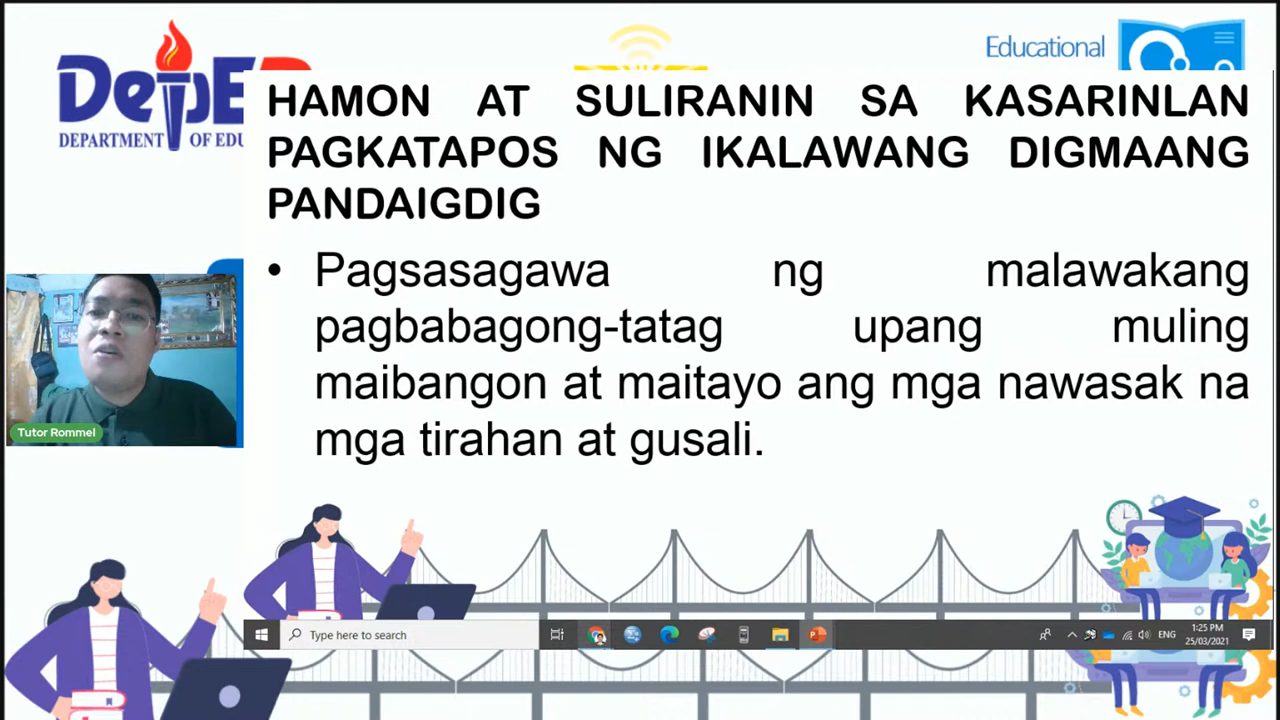 DepE
DEPARTMENT OF EDU
Educational
HAMON AT SULIRANIN SA KASARINLAN
PAGKATAPOS NG IKALAWANG DIGMAANG
PANDAIGDIG
• Pagsasagawa ng malawakang
pagbabagong-tatag upang muling
maibangon at maitayo ang mga nawasak na
mga tirahan at gusali.
Tutor Rommel
Type here to search
ENG
1:25 PM
25/03/2021